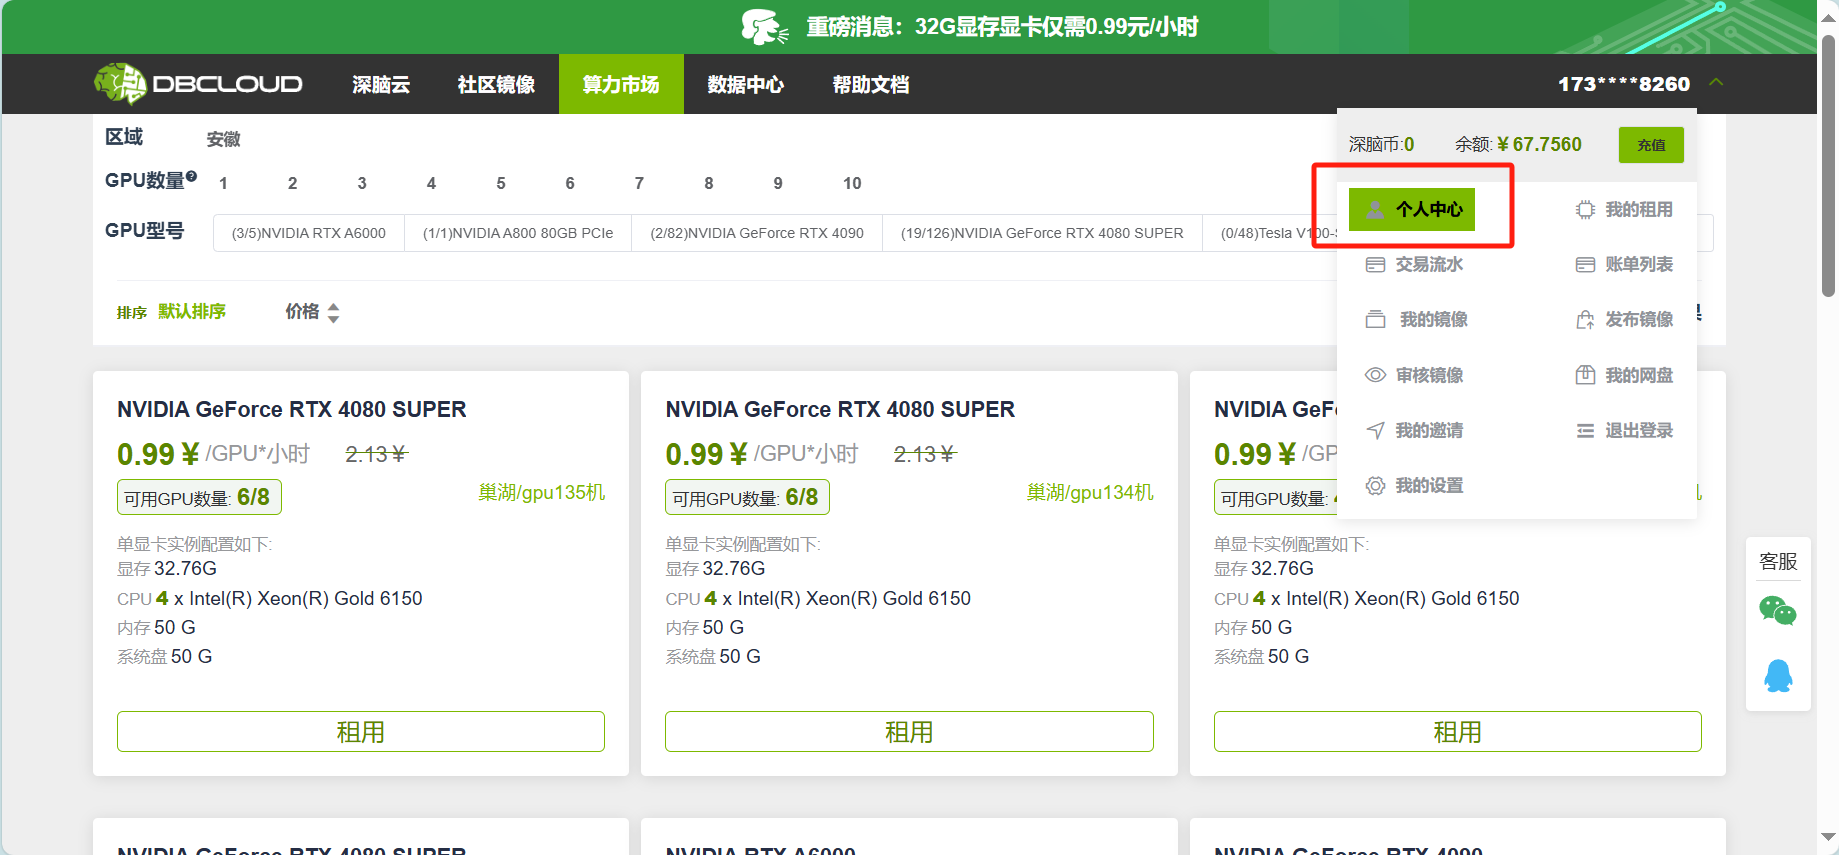 重磅消息：32G显存显卡仅需0.99元/小时
DBCLOUD 深脑云 社区镜像 算力市场 数据中心 帮助文档 173****8260
区域 安徽
深脑币:0 余额:￥67.7560 充值
GPU数量? 1 2 3 4 5 6 7 8 9 10
个人中心 我的租用
GPU型号 (3/5)NVIDIA RTX A6000 (1/1)NVIDIA A800 80GB PCIe (2/82)NVIDIA GeForce RTX 4090 (19/126)NVIDIA GeForce RTX 4080 SUPER (0/48)Tesla V100-
交易流水 账单列表
排序 默认排序 价格
我的镜像 发布镜像
审核镜像 我的网盘
我的邀请 退出登录
我的设置
NVIDIA GeForce RTX 4080 SUPER
0.99￥/GPU*小时 2.13￥
可用GPU数量: 6/8 巢湖/gpu135机
单显卡实例配置如下:
显存 32.76G
CPU 4 x Intel(R) Xeon(R) Gold 6150
内存 50 G
系统盘 50 G
租用
NVIDIA GeForce RTX 4080 SUPER
0.99￥/GPU*小时 2.13￥
可用GPU数量: 6/8 巢湖/gpu134机
单显卡实例配置如下:
显存 32.76G
CPU 4 x Intel(R) Xeon(R) Gold 6150
内存 50 G
系统盘 50 G
租用
NVIDIA GeF
0.99￥/GP
可用GPU数量:
单显卡实例配置如下:
显存 32.76G
CPU 4 x Intel(R) Xeon(R) Gold 6150
内存 50 G
系统盘 50 G
租用
客服
NVIDIA GeForce RTX 4080 SUPER
NVIDIA RTX A6000
NVIDIA GeForce RTX 4090